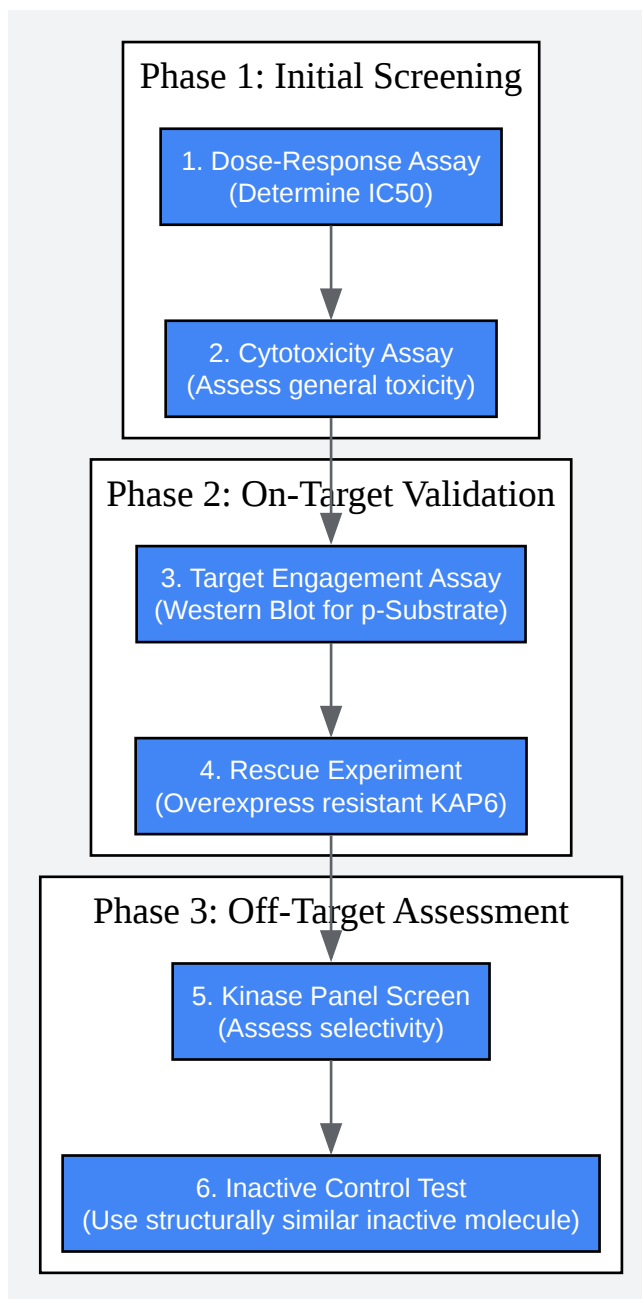 Phase 1: Initial Screening
1. Dose-Response Assay
(Determine IC50)
2. Cytotoxicity Assay
(Assess general toxicity)
Phase 2: On-Target Validation
3. Target Engagement Assay
(Western Blot for p-Substrate)
4. Rescue Experiment
(Overexpress resistant KAP6)
Phase 3: Off-Target Assessment
5. Kinase Panel Screen
(Assess selectivity)
6. Inactive Control Test
(Use structurally similar inactive molecule)